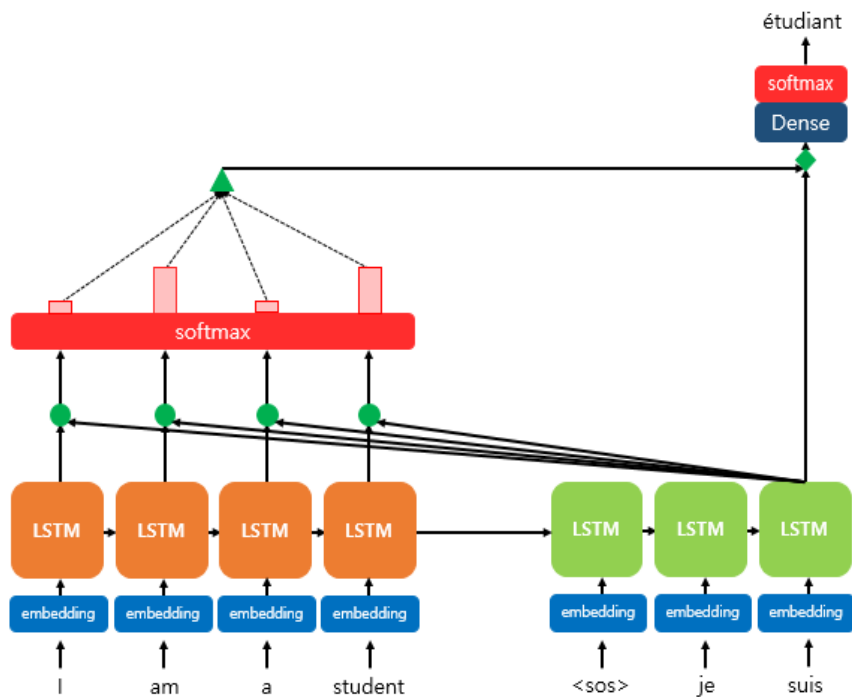 étudiant
softmax
Dense
softmax
LSTM LSTM LSTM LSTM LSTM LSTM LSTM
embedding embedding embedding embedding embedding embedding embedding
I am a student <sos> je suis